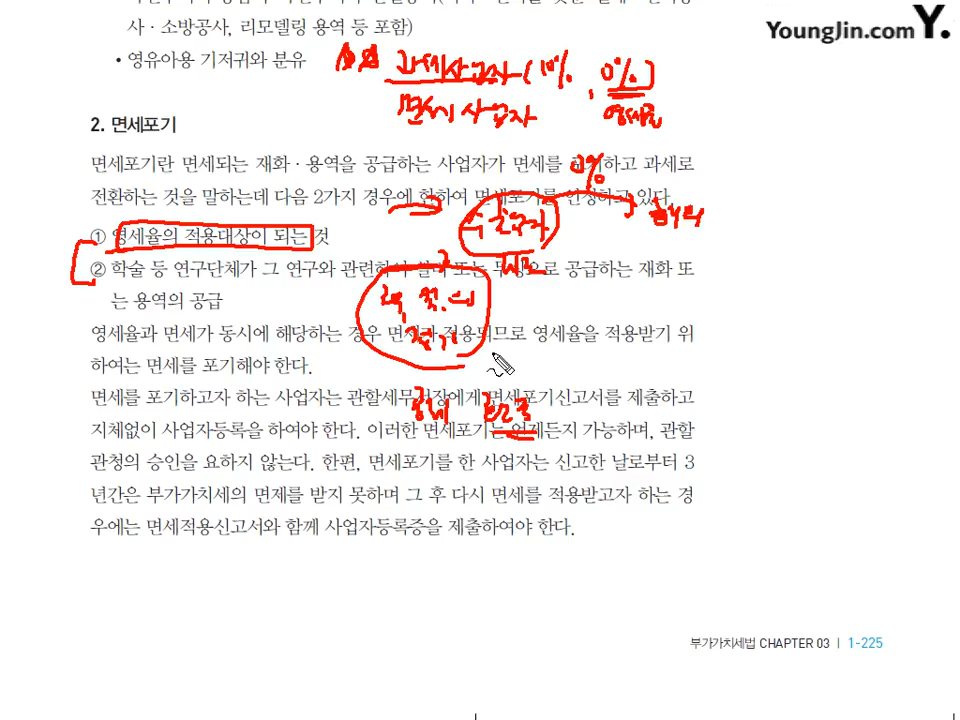 YoungJin.com Y.
사·소방공사, 리모델링 용역 등 포함)
• 영유아용 기저귀와 분유
과세사업자 (10%, 0%)
면세사업자
영세율
2. 면세포기
면세포기란 면세되는 재화·용역을 공급하는 사업자가 면세를 포기하고 과세로
0%
전환하는 것을 말하는데 다음 2가지 경우에 한하여 면세포기를 인정하고 있다.
① 영세율의 적용대상이 되는 것
② 학술 등 연구단체가 그 연구와 관련하여 실비 또는 무상으로 공급하는 재화 또
는 용역의 공급
영세율과 면세가 동시에 해당하는 경우 면세가 적용되므로 영세율을 적용받기 위
하여는 면세를 포기해야 한다.
면세를 포기하고자 하는 사업자는 관할세무서장에게 면세포기신고서를 제출하고
지체없이 사업자등록을 하여야 한다. 이러한 면세포기는 언제든지 가능하며, 관할
관청의 승인을 요하지 않는다. 한편, 면세포기를 한 사업자는 신고한 날로부터 3
년간은 부가가치세의 면제를 받지 못하며 그 후 다시 면세를 적용받고자 하는 경
우에는 면세적용신고서와 함께 사업자등록증을 제출하여야 한다.
부가가치세법 CHAPTER 03 | 1-225